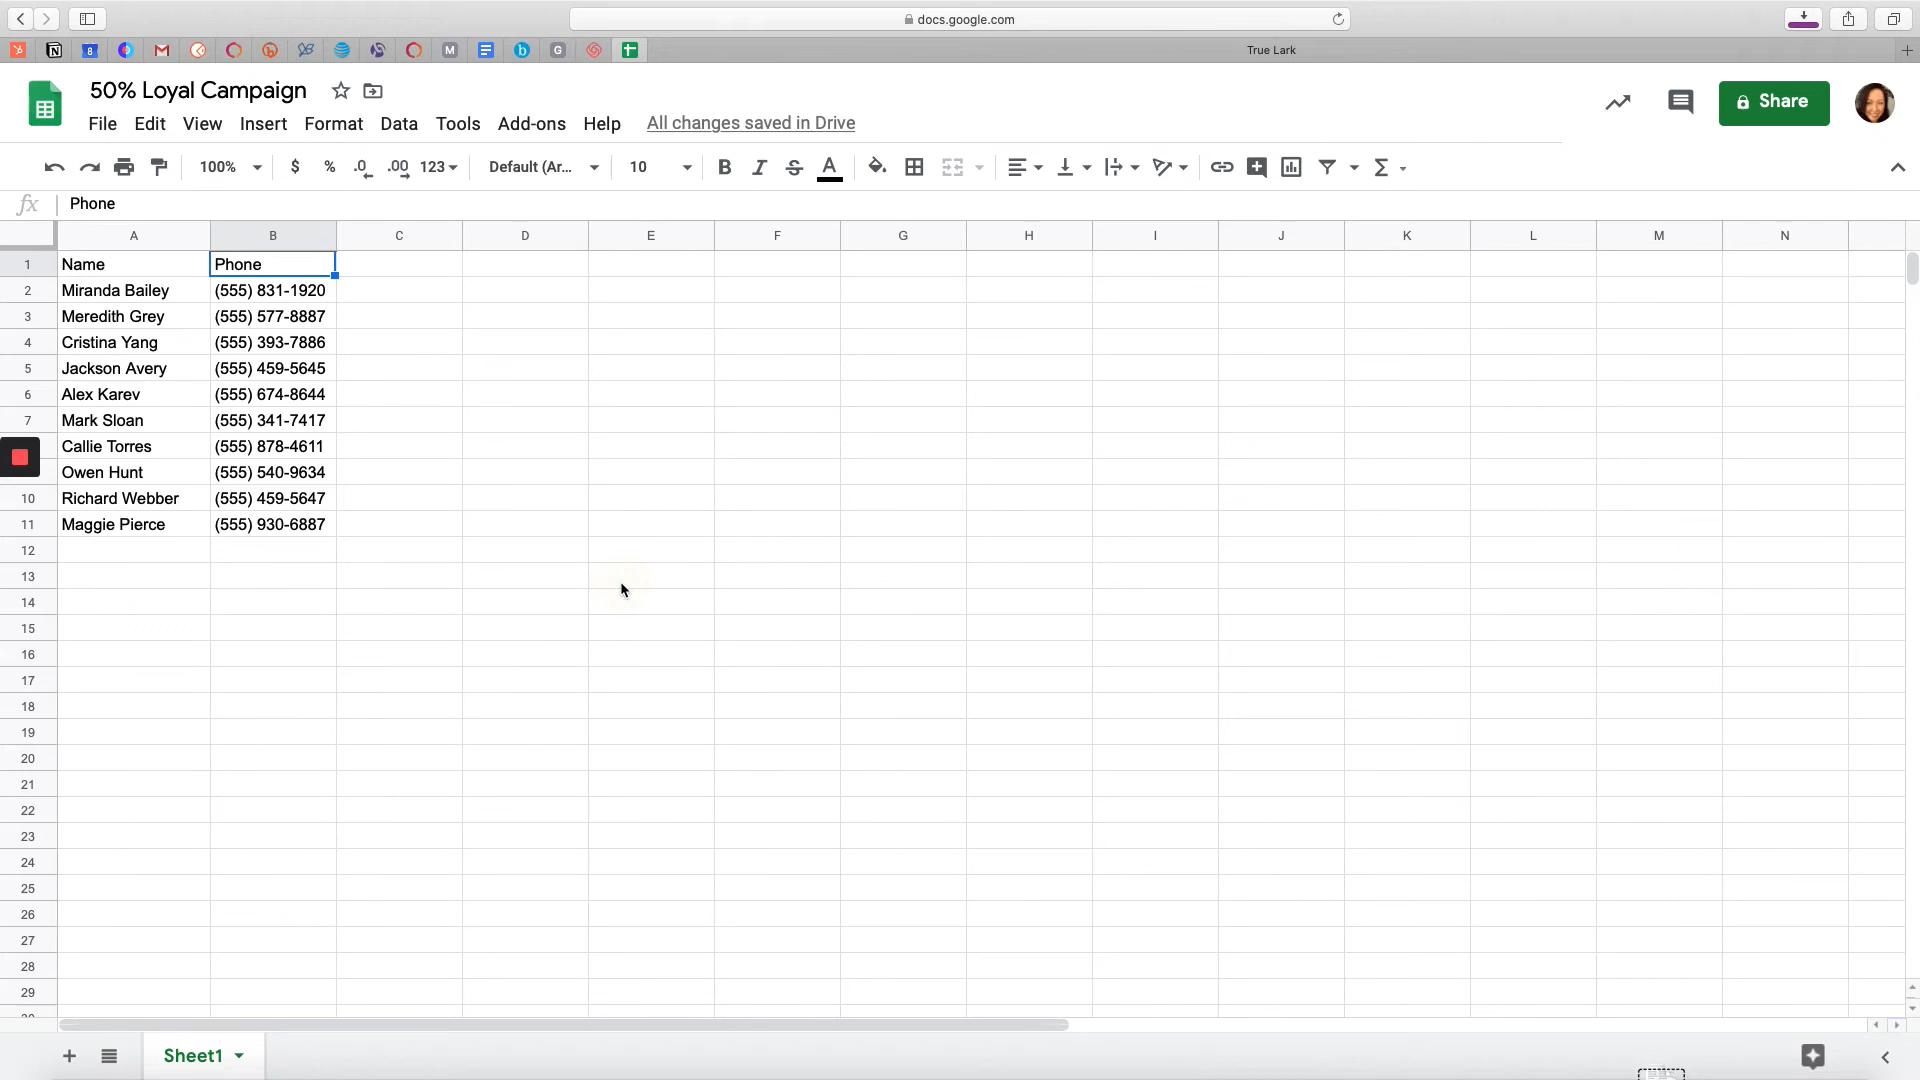 docs.google.com
True Lark
50% Loyal Campaign
File Edit View Insert Format Data Tools Add-ons Help All changes saved in Drive
Share
100% $ % .0 .00 123 Default (Ar... 10 B I S A
fx Phone
A B C D E F G H I J K L M N
1 Name Phone
2 Miranda Bailey (555) 831-1920
3 Meredith Grey (555) 577-8887
4 Cristina Yang (555) 393-7886
5 Jackson Avery (555) 459-5645
6 Alex Karev (555) 674-8644
7 Mark Sloan (555) 341-7417
Callie Torres (555) 878-4611
Owen Hunt (555) 540-9634
10 Richard Webber (555) 459-5647
11 Maggie Pierce (555) 930-6887
12
13
14
15
16
17
18
19
20
21
22
23
24
25
26
27
28
29
Sheet1